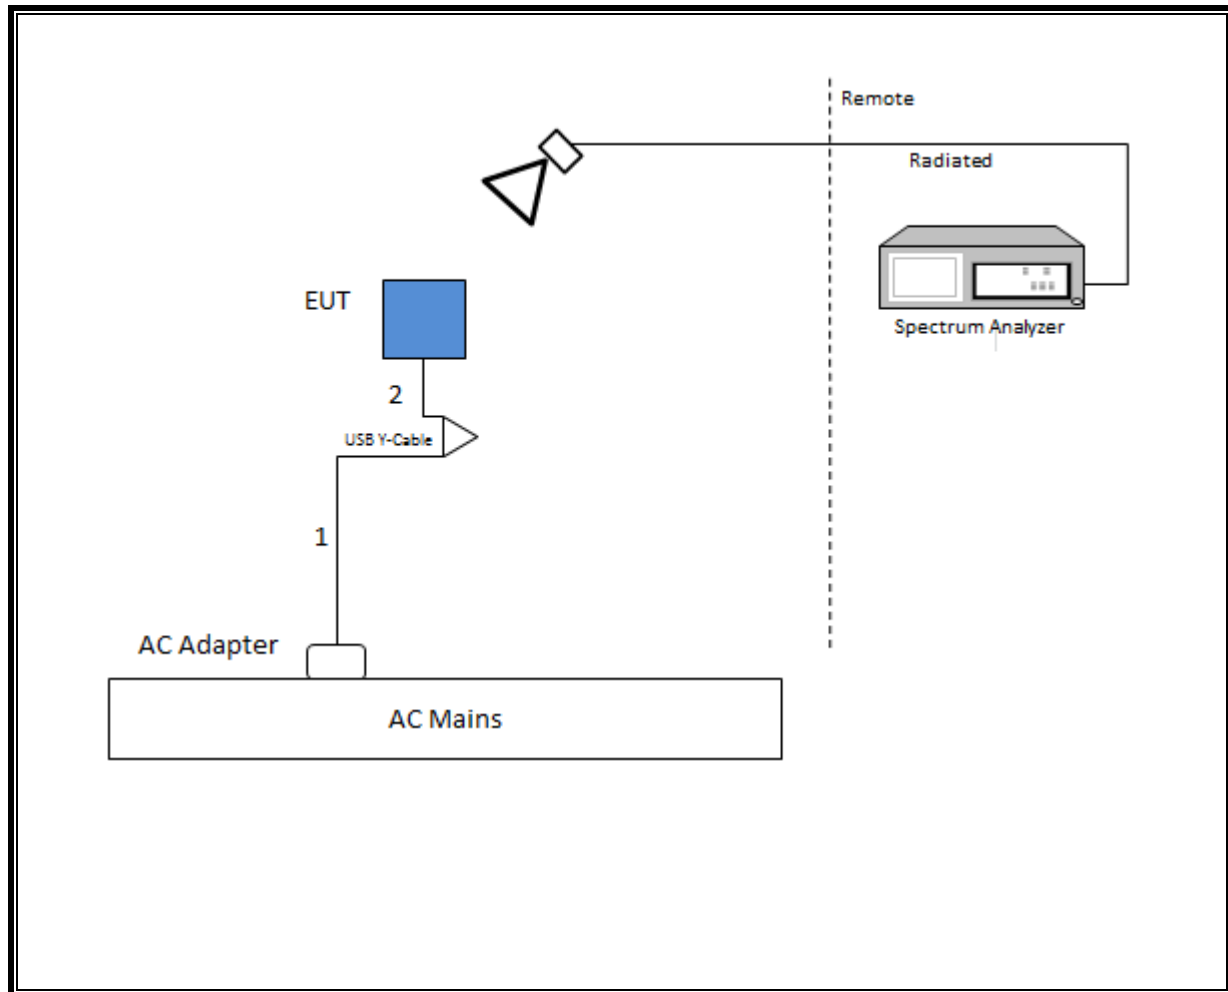 Remote
Radiated
EUT
Spectrum Analyzer
2
USB Y-Cable
1
AC Adapter
AC Mains